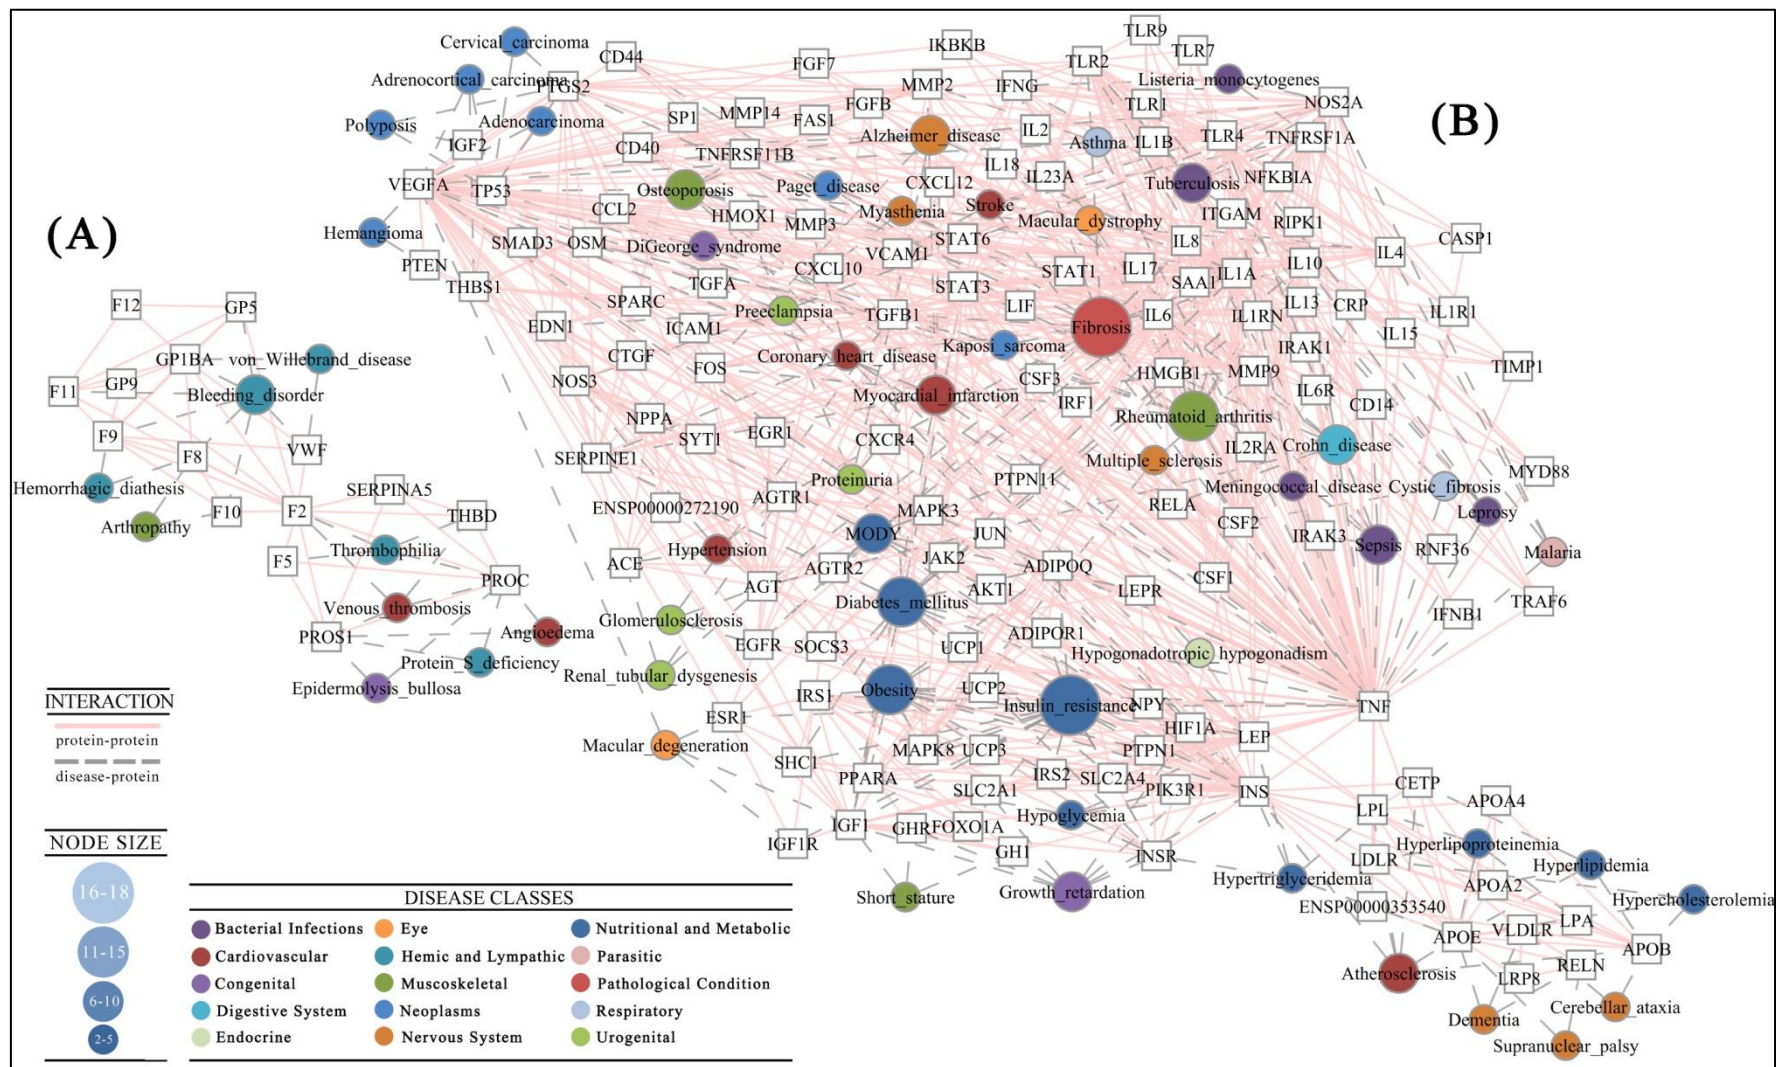 Cervical_carcinoma
CD44
IKBKB
TLR9
TLR7
Adrenocortical_carcinoma
PTGS2
FGF7
MMP2
IFNG
TLR2
Listeria_monocytogenes
NOS2A
(B)
Polyposis
Adenocarcinoma
SP1
MMP14
FAS1
FGFB
Alzheimer_disease
IL2
TLR1
Asthma
IL1B
TLR4
TNFRSF1A
IGF2
CD40
TNFRSF11B
IL18
IL23A
NFKBIA
VEGFA
TP53
Osteoporosis
Paget_disease
CXCL12
Tuberculosis
(A)
CCL2
HMOX1
MMP3
Myasthenia
Stroke
Macular_dystrophy
ITGAM
RIPK1
Hemangioma
SMAD3
OSM
DiGeorge_syndrome
VCAM1
STAT6
IL8
IL4
CASP1
PTEN
THBS1
TGFA
CXCL10
STAT3
STAT1
IL17
SAA1
IL1A
IL10
F12
GP5
SPARC
Preeclampsia
TGFB1
LIF
IL6
IL1RN
IL13
CRP
IL1R1
EDN1
ICAM1
Fibrosis
IL15
GP1BA
von_Willebrand_disease
CTGF
FOS
Coronary_heart_disease
Kaposi_sarcoma
IRAK1
TIMP1
F11
GP9
Bleeding_disorder
NOS3
Myocardial_infarction
CSF3
IRF1
HMGB1
MMP9
IL6R
CD14
F9
VWF
NPPA
SYT1
EGR1
CXCR4
Rheumatoid_arthritis
IL2RA
Crohn_disease
F8
SERPINE1
Multiple_sclerosis
MYD88
Hemorrhagic_diathesis
SERPINA5
AGTR1
Proteinuria
PTPN11
Meningococcal_disease
Cystic_fibrosis
Arthropathy
F10
F2
THBD
ENSP00000272190
MAPK3
RELA
CSF2
Leprosy
F5
Thrombophilia
ACE
Hypertension
MODY
JUN
IRAK3
Sepsis
RNF36
Malaria
PROC
AGT
AGTR2
JAK2
ADIPOQ
LEPR
CSF1
Venous_thrombosis
Diabetes_mellitus
AKT1
IFNB1
TRAF6
PROS1
Angioedema
Glomerulosclerosis
EGFR
SOCS3
UCP1
ADIPOR1
Hypogonadotropic_hypogonadism
Protein_S_deficiency
Epidermolysis_bullosa
Renal_tubular_dysgenesis
IRS1
Obesity
UCP2
Insulin_resistance
NPY
TNF
INTERACTION
protein-protein
disease-protein
ESR1
HIF1A
LEP
Macular_degeneration
SHC1
PPARA
MAPK8
UCP3
IRS2
PTPN1
SLC2A4
PIK3R1
INS
CETP
SLC2A1
LPL
APOA4
IGF1R
IGF1
GHR
FOXO1A
Hypoglycemia
GH1
INSR
LDLR
Hyperlipoproteinemia
Hyperlipidemia
Short_stature
Growth_retardation
Hypertriglyceridemia
APOA2
Hypercholesterolemia
ENSP00000353540
APOE
VLDLR
LPA
APOB
Atherosclerosis
LRP8
RELN
Cerebellar_ataxia
Dementia
Supranuclear_palsy
NODE SIZE
16-18
11-15
6-10
2-5
DISEASE CLASSES
Bacterial Infections
Eye
Nutritional and Metabolic
Cardiovascular
Hemic and Lymphatic
Parasitic
Congenital
Muscoskeletal
Pathological Condition
Digestive System
Neoplasms
Respiratory
Endocrine
Nervous System
Urogenital